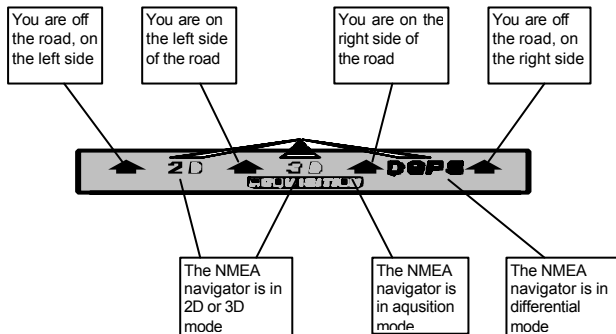 You are off
the road, on
the left side
You are on
the left side
of the road
You are on the
right side of
the road
You are off
the road, on
the right side
2D
3D
DGPS
The NMEA
navigator is in
2D or 3D
mode
The NMEA
navigator is
in aqusition
mode
The NMEA
navigator is in
differential
mode